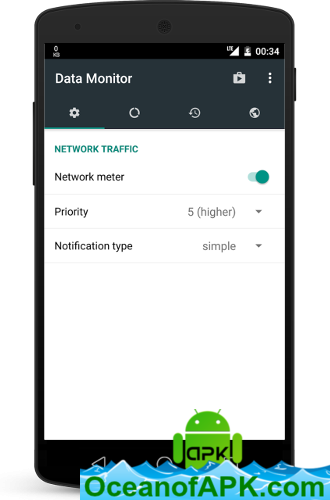 0
KB
LTE
00:34
Data Monitor
NETWORK TRAFFIC
Network meter
Priority
5 (higher)
Notification type
simple
japk!
OceanofAPK.com